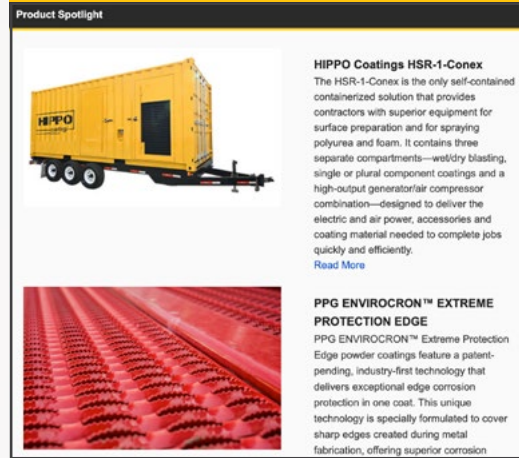 Product Spotlight
HIPPO Coatings HSR-1-Conex
The HSR-1-Conex is the only self-contained
containerized solution that provides
contractors with superior equipment for
surface preparation and for spraying
polyurea and foam. It contains three
separate compartments—wet/dry blasting,
single or plural component coatings and a
high-output generator/air compressor
combination—designed to deliver the
electric and air power, accessories and
coating material needed to complete jobs
quickly and efficiently.
Read More
HIPPO
PPG ENVIROCRON™ EXTREME
PROTECTION EDGE
PPG ENVIROCRON™ Extreme Protection
Edge powder coatings feature a patent-
pending, industry-first technology that
delivers exceptional edge corrosion
protection in one coat. This unique
technology is specially formulated to cover
sharp edges created during metal
fabrication, offering superior corrosion